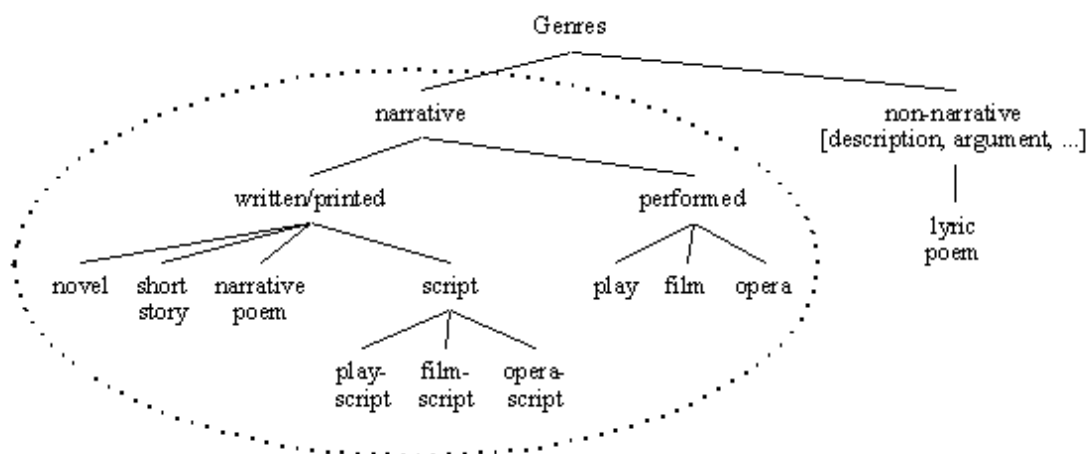 Genres
narrative
non-narrative
[description, argument, ...]
written/printed
performed
lyric
poem
novel
short
story
narrative
poem
script
play
film
opera
play-
script
film-
script
opera-
script